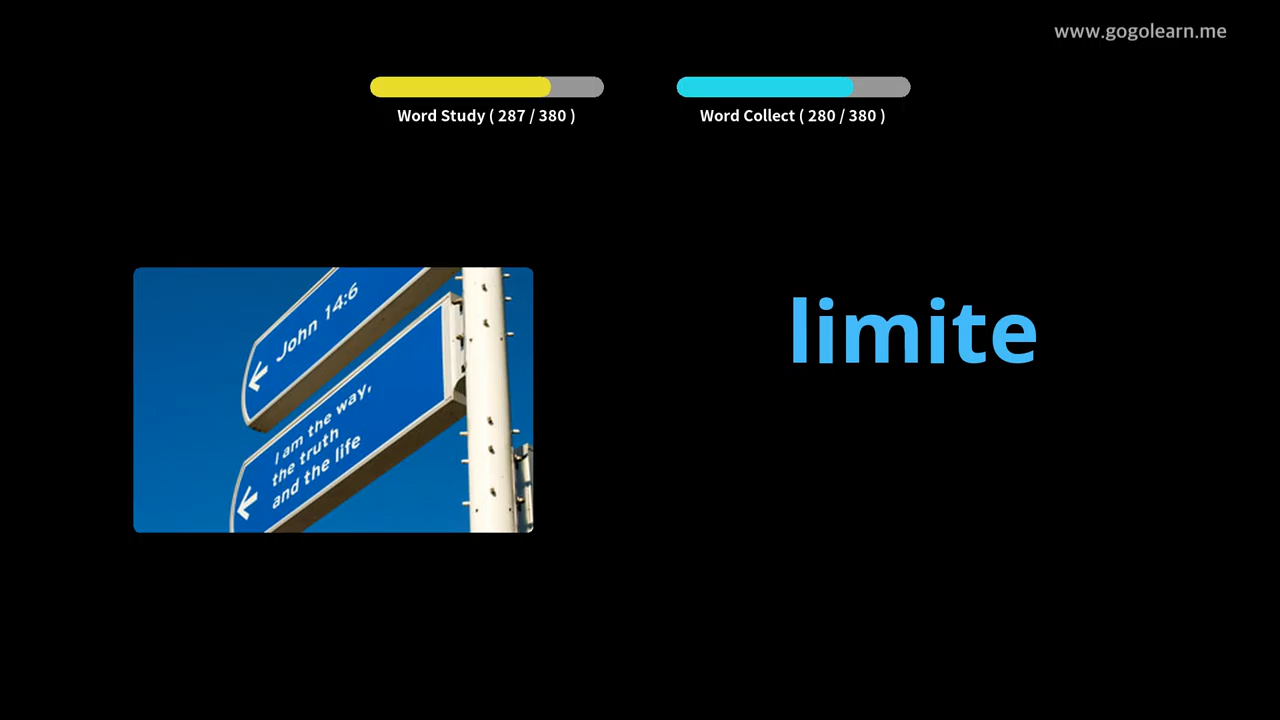 www.gogolearn.me
Word Study ( 287 / 380 )
Word Collect ( 280 / 380 )
John 14:6
I am the way,
the truth
and the life
limite